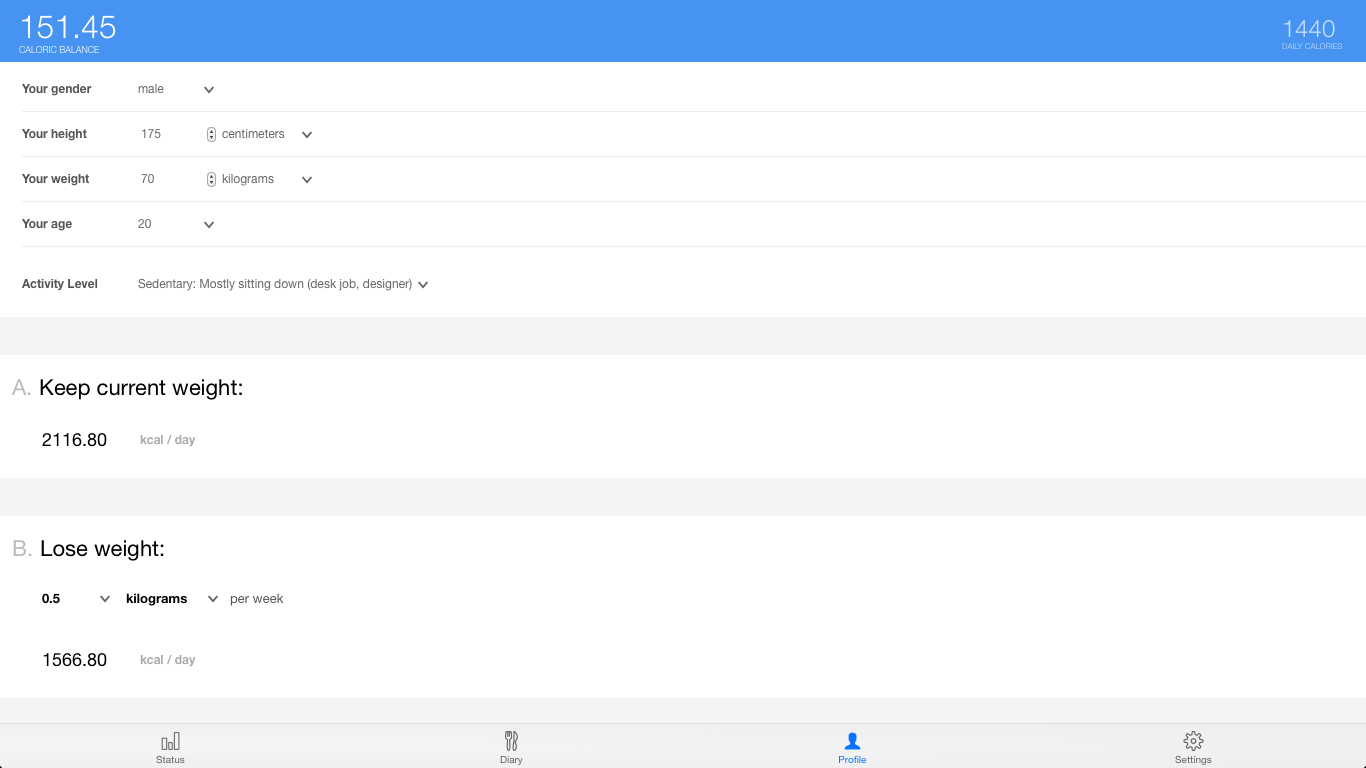 151.45
CALORIC BALANCE
1440
DAILY CALORIES
Your gender male
Your height 175 centimeters
Your weight 70 kilograms
Your age 20
Activity Level Sedentary: Mostly sitting down (desk job, designer)
A. Keep current weight:
2116.80 kcal / day
B. Lose weight:
0.5 kilograms per week
1566.80 kcal / day
Status Diary Profile Settings